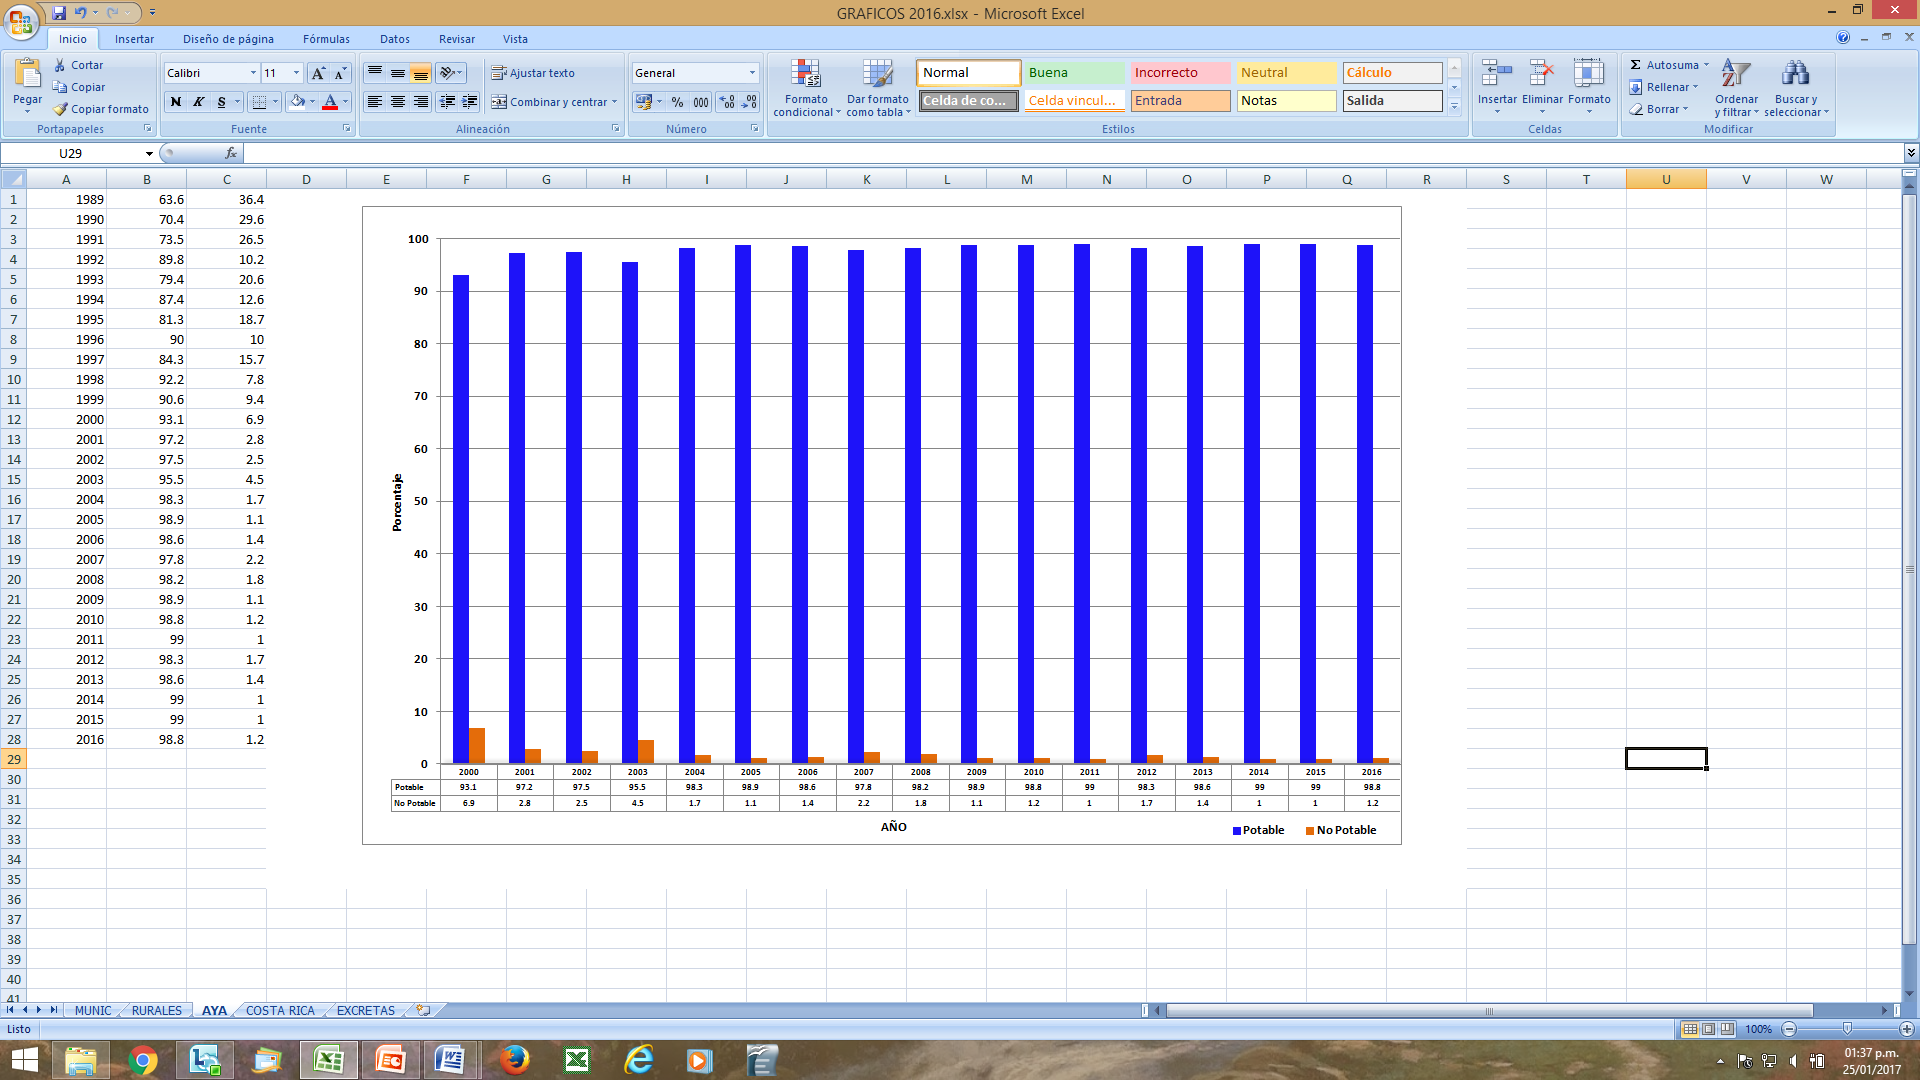 GRAFICOS 2016.xlsx - Microsoft Excel
Inicio Insertar Diseño de página Fórmulas Datos Revisar Vista
Pegar
Cortar
Copiar
Copiar formato
Portapapeles
Calibri 11
N K S
Fuente
Ajustar texto
Combinar y centrar
Alineación
General
% 000
Número
Formato condicional
Dar formato como tabla
Normal Buena Incorrecto Neutral Cálculo
Celda de co... Celda vincul... Entrada Notas Salida
Estilos
Insertar Eliminar Formato
Celdas
Autosuma
Rellenar
Borrar
Ordenar y filtrar
Buscar y seleccionar
Modificar
U29 fx
A B C D E F G H I J K L M N O P Q R S T U V W
1 1989 63.6 36.4
2 1990 70.4 29.6
3 1991 73.5 26.5
4 1992 89.8 10.2
5 1993 79.4 20.6
6 1994 87.4 12.6
7 1995 81.3 18.7
8 1996 90 10
9 1997 84.3 15.7
10 1998 92.2 7.8
11 1999 90.6 9.4
12 2000 93.1 6.9
13 2001 97.2 2.8
14 2002 97.5 2.5
15 2003 95.5 4.5
16 2004 98.3 1.7
17 2005 98.9 1.1
18 2006 98.6 1.4
19 2007 97.8 2.2
20 2008 98.2 1.8
21 2009 98.9 1.1
22 2010 98.8 1.2
23 2011 99 1
24 2012 98.3 1.7
25 2013 98.6 1.4
26 2014 99 1
27 2015 99 1
28 2016 98.8 1.2
29
30
31
32
33
34
35
36
37
38
39
40
41
100
90
80
70
60
50
40
30
20
10
0
Porcentaje
2000 2001 2002 2003 2004 2005 2006 2007 2008 2009 2010 2011 2012 2013 2014 2015 2016
Potable 93.1 97.2 97.5 95.5 98.3 98.9 98.6 97.8 98.2 98.9 98.8 99 98.3 98.6 99 99 98.8
No Potable 6.9 2.8 2.5 4.5 1.7 1.1 1.4 2.2 1.8 1.1 1.2 1 1.7 1.4 1 1 1.2
AÑO
Potable No Potable
MUNIC RURALES AYA COSTA RICA EXCRETAS
Listo 100%
01:37 p.m.
25/01/2017